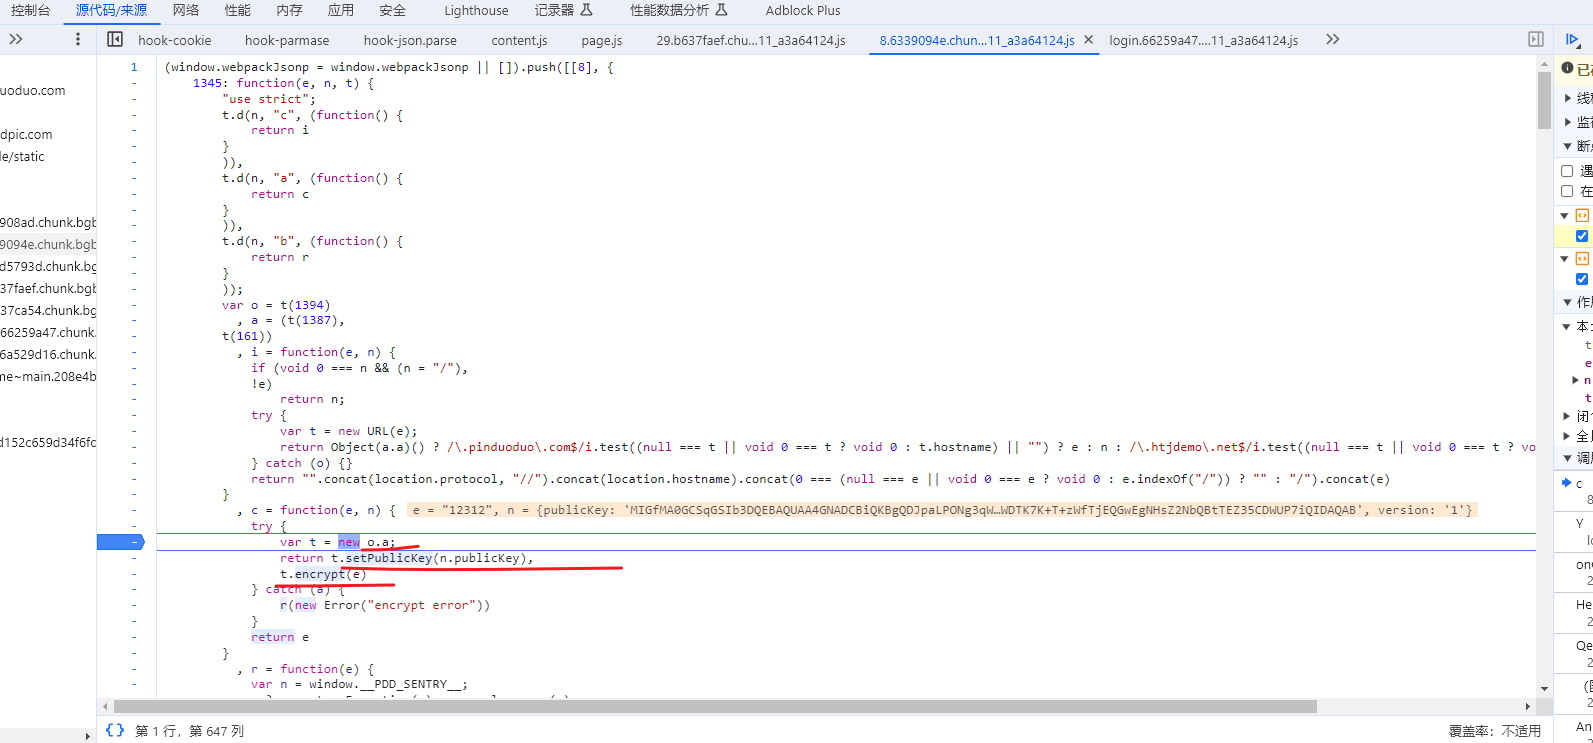 控制台 源代码/来源 网络 性能 内存 应用 安全 Lighthouse 记录器 性能数据分析 Adblock Plus
hook-cookie hook-parmase hook-json.parse content.js page.js 29.b637faef.chu...11_a3a64124.js 8.6339094e.chun...11_a3a64124.js login.66259a47....11_a3a64124.js
uoduo.com
dpic.com
le/static
908ad.chunk.bgb
9094e.chunk.bgb
d5793d.chunk.bg
37faef.chunk.bgb
37ca54.chunk.bg
66259a47.chunk.
6a529d16.chunk.
me~main.208e4b
d152c659d34f6fc
1 (window.webpackJsonp = window.webpackJsonp || []).push([[8], {
- 1345: function(e, n, t) {
- "use strict";
- t.d(n, "c", (function() {
- return i
- }
- )),
- t.d(n, "a", (function() {
- return c
- }
- )),
- t.d(n, "b", (function() {
- return r
- }
- ));
- var o = t(1394)
- , a = (t(1387),
- t(161))
- , i = function(e, n) {
- if (void 0 === n && (n = "/"),
- !e)
- return n;
- try {
- var t = new URL(e);
- return Object(a.a)() ? /\.pinduoduo\.com$/i.test((null === t || void 0 === t ? void 0 : t.hostname) || "") ? e : n : /\.htjdemo\.net$/i.test((null === t || void 0 === t ? vo
- } catch (o) {}
- return "".concat(location.protocol, "//").concat(location.hostname).concat(0 === (null === e || void 0 === e ? void 0 : e.indexOf("/")) ? "" : "/").concat(e)
- }
- , c = function(e, n) { e = "12312", n = {publicKey: 'MIGfMA0GCSqGSIb3DQEBAQUAA4GNADCBiQKBgQDJpaLPONg3qW…WDTK7K+T+zWfTjEQGwEgNHsZ2NbQBtTEZ35CDWUP7iQIDAQAB', version: '1'}
- try {
- var t = new o.a;
- return t.setPublicKey(n.publicKey),
- t.encrypt(e)
- } catch (a) {
- r(new Error("encrypt error"))
- }
- return e
- }
- , r = function(e) {
- var n = window.__PDD_SENTRY__;
{} 第 1 行，第 647 列 覆盖率：不适用
已
线
监
断
遇
在
作
本:
t
e
n
t
闭
全
调
c
8
Y
lo
on
2
He
2
Qe
2
2
An